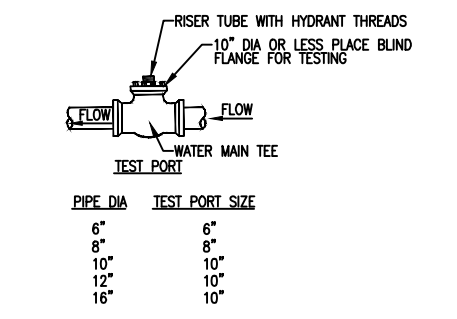 RISER TUBE WITH HYDRANT THREADS
10" DIA OR LESS PLACE BLIND
FLANGE FOR TESTING
FLOW
FLOW
WATER MAIN TEE
TEST PORT
PIPE DIA TEST PORT SIZE
6" 6"
8" 8"
10" 10"
12" 10"
16" 10"